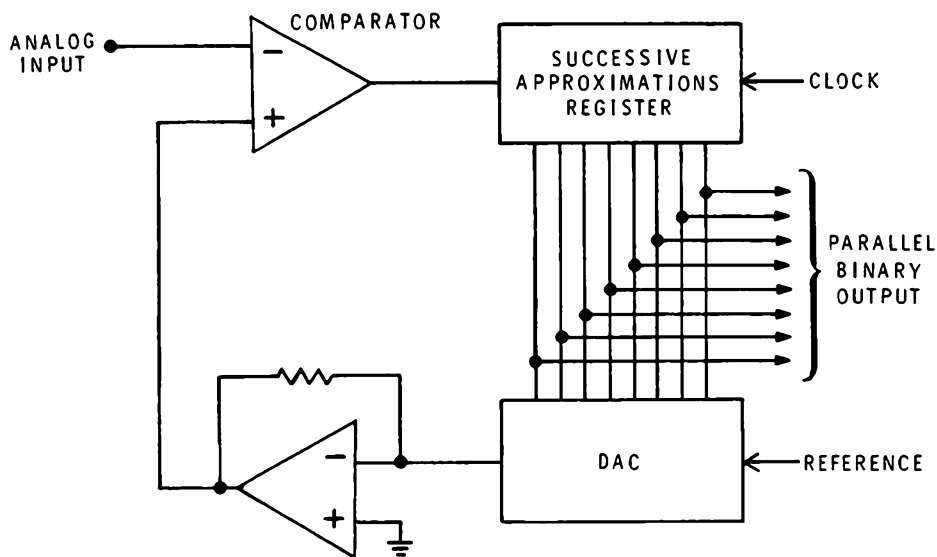 COMPARATOR
ANALOG
INPUT
−
+
SUCCESSIVE
APPROXIMATIONS
REGISTER
CLOCK
PARALLEL
BINARY
OUTPUT
−
+
DAC
REFERENCE